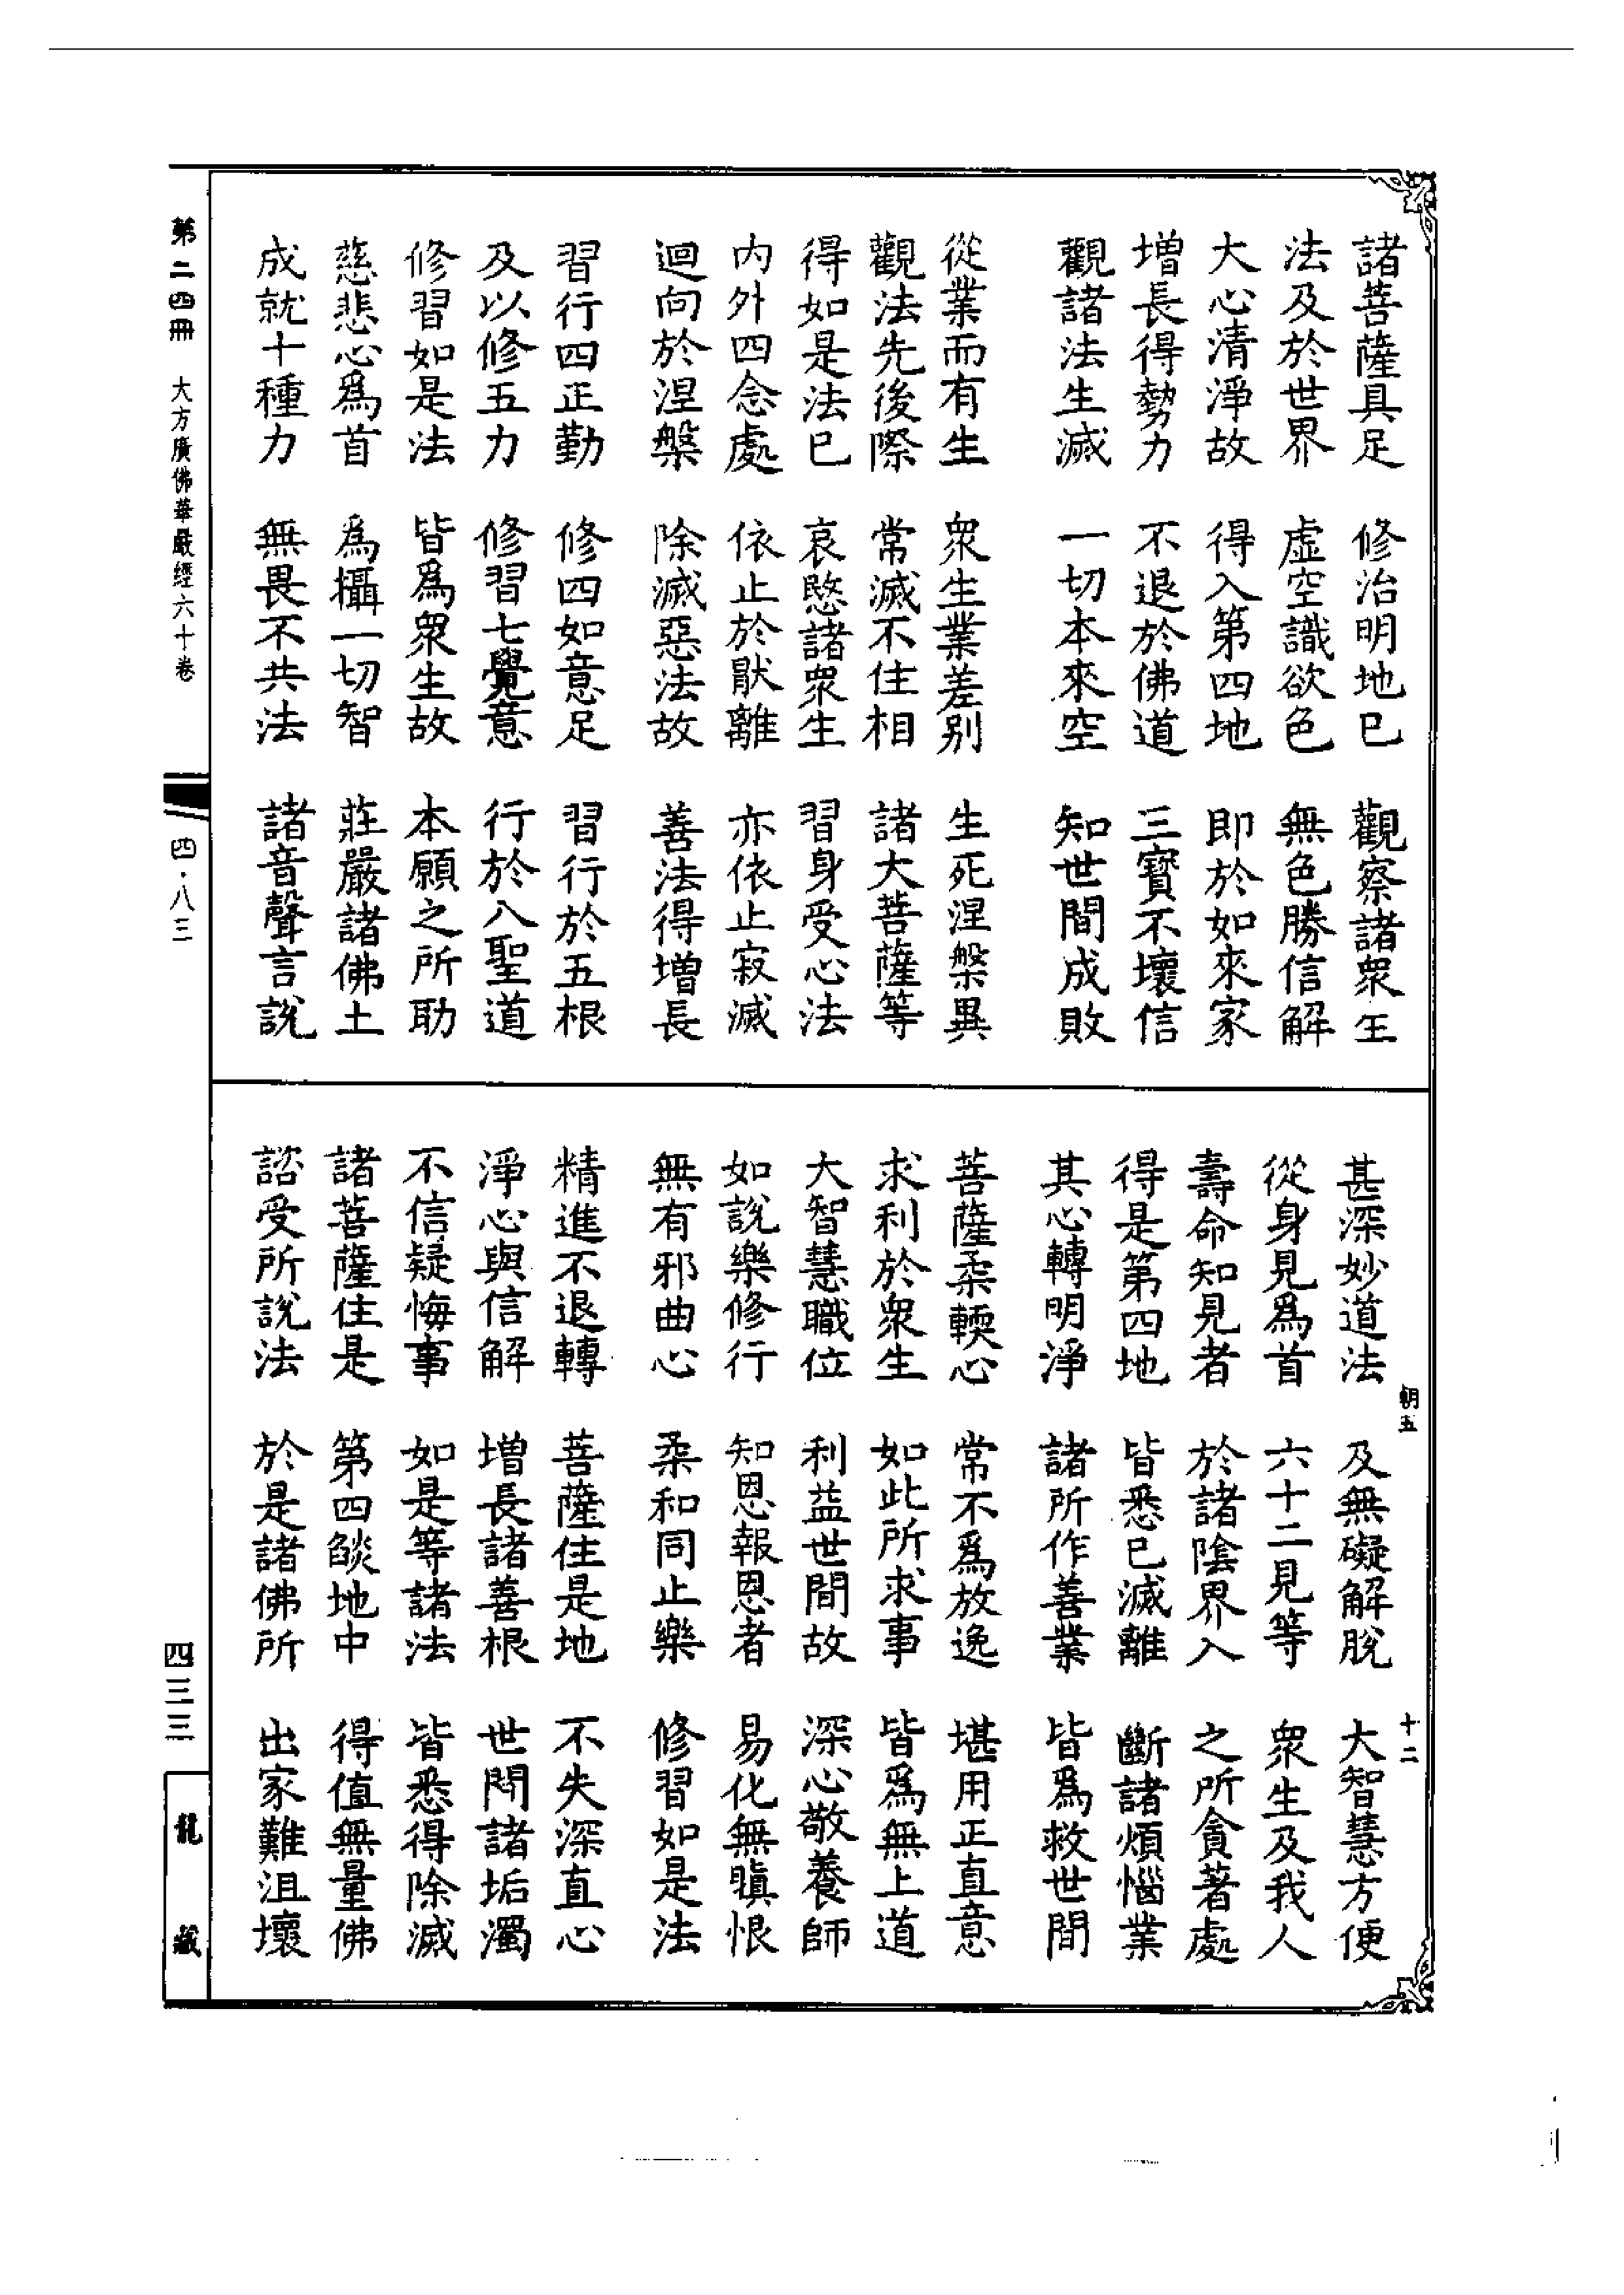 諸菩薩具足　修治明地已　觀察諸衆生
法及於世界　虛空識欲色　無色勝信解
大心清淨故　得入第四地　即於如來家
增長得勢力　不退於佛道　三寶不壞信
觀諸法生滅　一切本來空　知世間成敗
從業而有生　衆生業差別　生死涅槃異
觀法先後際　常滅不住相　諸大菩薩等
得如是法已　哀愍諸衆生　習身受心法
內外四念處　依止於猒離　亦依止寂滅
迴向於涅槃　除滅惡法故　善法得增長
習行四正勤　修四如意足　習行於五根
及以修五力　修習七覺意　行於八聖道
修習如是法　皆爲衆生故　本願之所助
慈悲心爲首　爲攝一切智　莊嚴諸佛土
成就十種力　無畏不共法　諸音聲言說
甚深妙道法　及無礙解脫　大智慧方便
從身見爲首　六十二見等　衆生及我人
壽命知見者　於諸陰界入　之所貪著處
得是第四地　皆悉已滅離　斷諸煩惱業
其心轉明淨　諸所作善業　皆爲救世間
菩薩柔輭心　常不爲放逸　堪用正直意
求利於衆生　如此所求事　皆爲無上道
大智慧職位　利益世間故　深心敬養師
如說樂修行　知恩報恩者　易化無瞋恨
無有邪曲心　柔和同止樂　修習如是法
精進不退轉　菩薩住是地　不失深直心
淨心與信解　增長諸善根　世間諸垢濁
不信疑悔事　如是等諸法　皆悉得除滅
諸菩薩住是　第四燄地中　得值無量佛
諮受所說法　於是諸佛所　出家難沮壞
朝五
十二
第二四冊　大方廣佛華嚴經六十卷
四·八三
四三三
龍藏